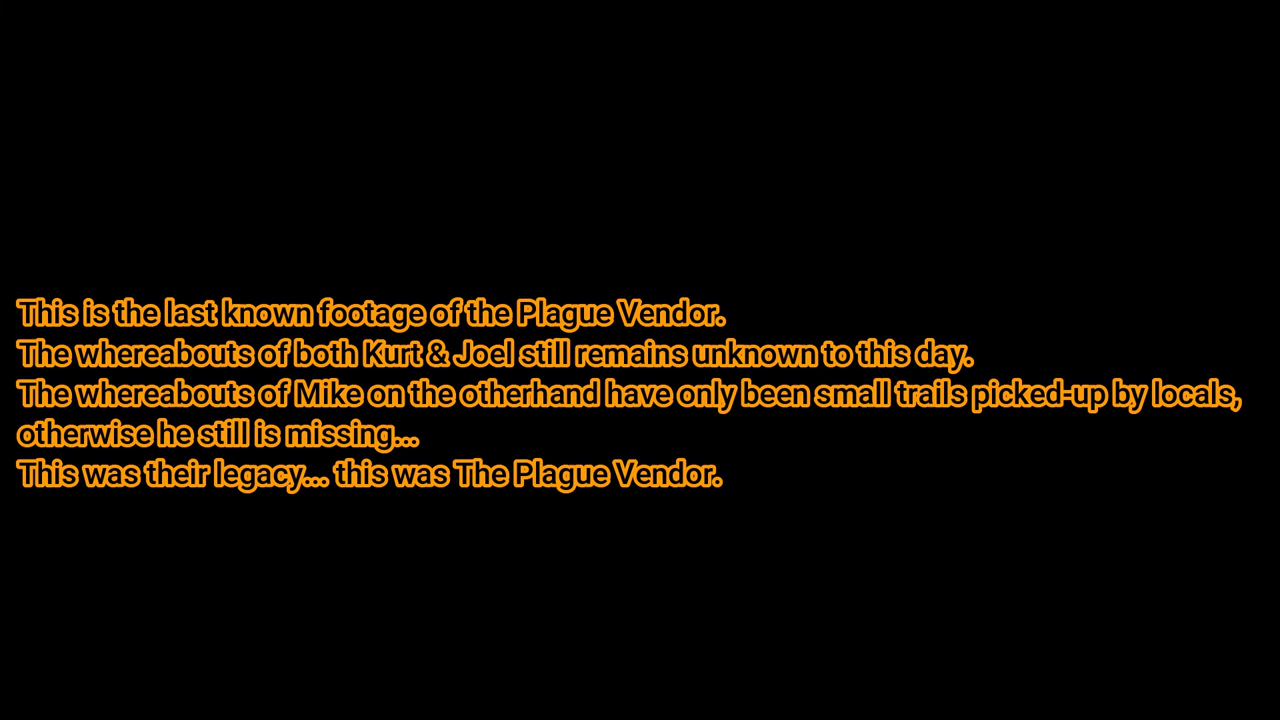 This is the last known footage of the Plague Vendor.
The whereabouts of both Kurt & Joel still remains unknown to this day.
The whereabouts of Mike on the otherhand have only been small trails picked-up by locals,
otherwise he still is missing...
This was their legacy... this was The Plague Vendor.